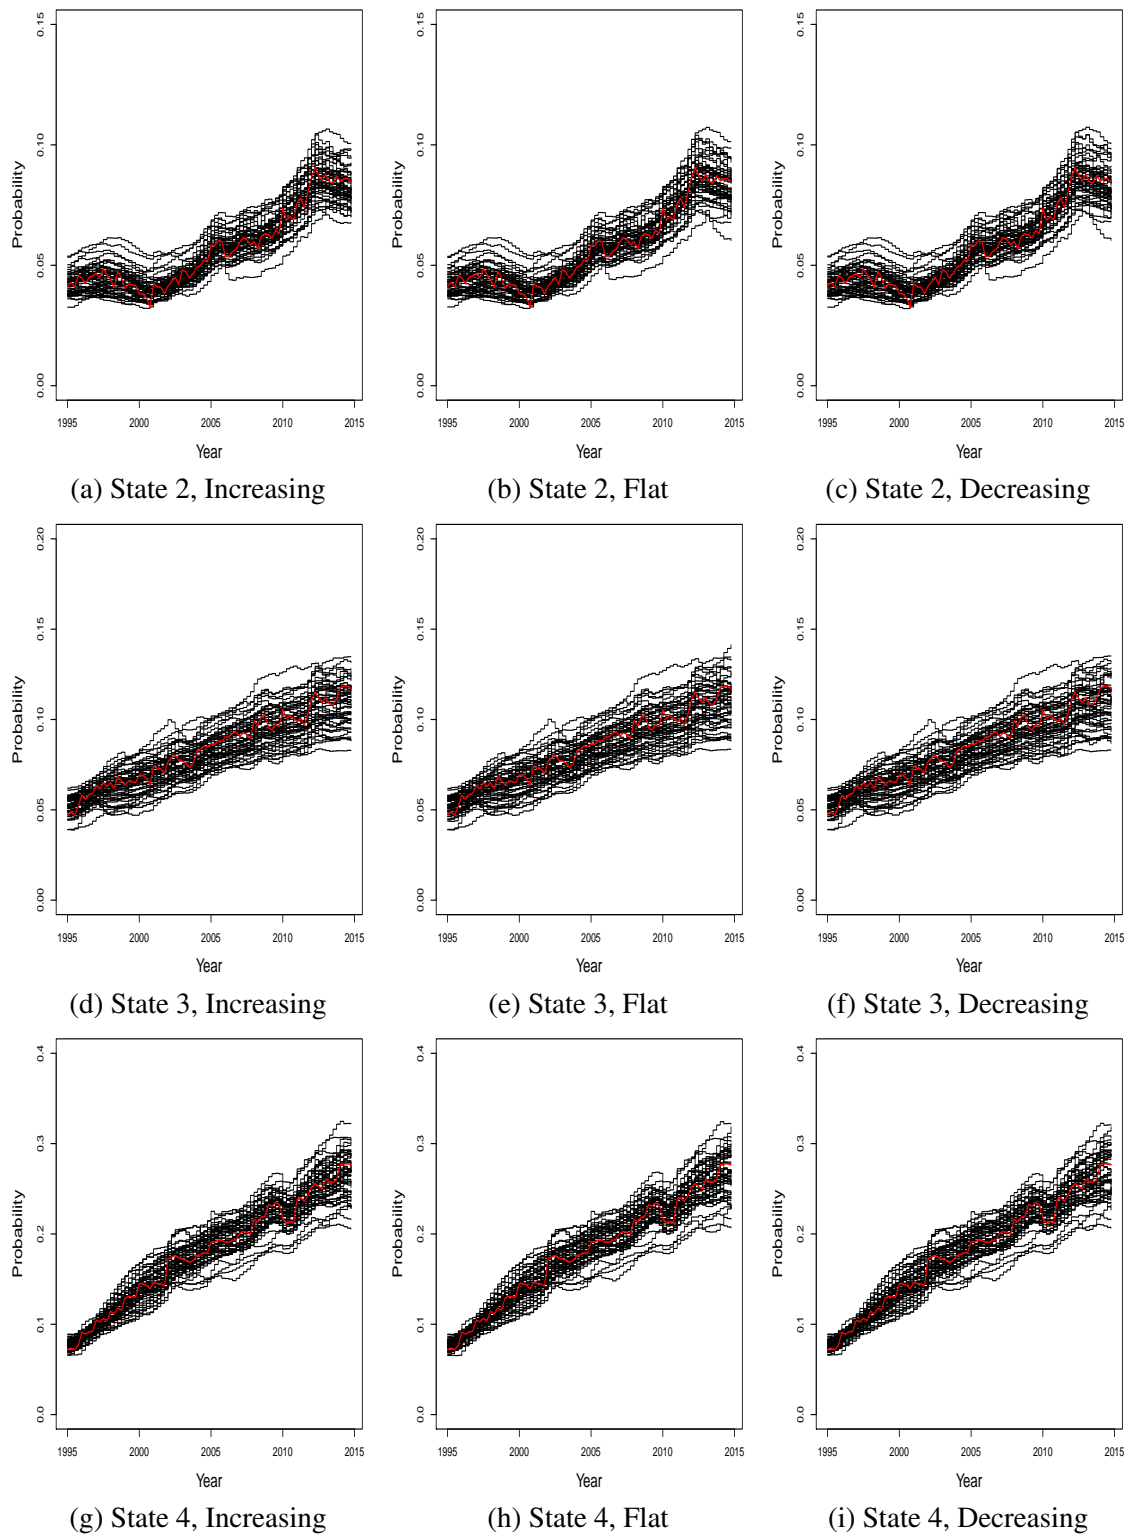 0.15
0.10
0.05
0.00
Probability
1995 2000 2005 2010 2015
Year
(a) State 2, Increasing
0.15
0.10
0.05
0.00
Probability
1995 2000 2005 2010 2015
Year
(b) State 2, Flat
0.15
0.10
0.05
0.00
Probability
1995 2000 2005 2010 2015
Year
(c) State 2, Decreasing
0.20
0.15
0.10
0.05
0.00
Probability
1995 2000 2005 2010 2015
Year
(d) State 3, Increasing
0.20
0.15
0.10
0.05
0.00
Probability
1995 2000 2005 2010 2015
Year
(e) State 3, Flat
0.20
0.15
0.10
0.05
0.00
Probability
1995 2000 2005 2010 2015
Year
(f) State 3, Decreasing
0.4
0.3
0.2
0.1
0.0
Probability
1995 2000 2005 2010 2015
Year
(g) State 4, Increasing
0.4
0.3
0.2
0.1
0.0
Probability
1995 2000 2005 2010 2015
Year
(h) State 4, Flat
0.4
0.3
0.2
0.1
0.0
Probability
1995 2000 2005 2010 2015
Year
(i) State 4, Decreasing